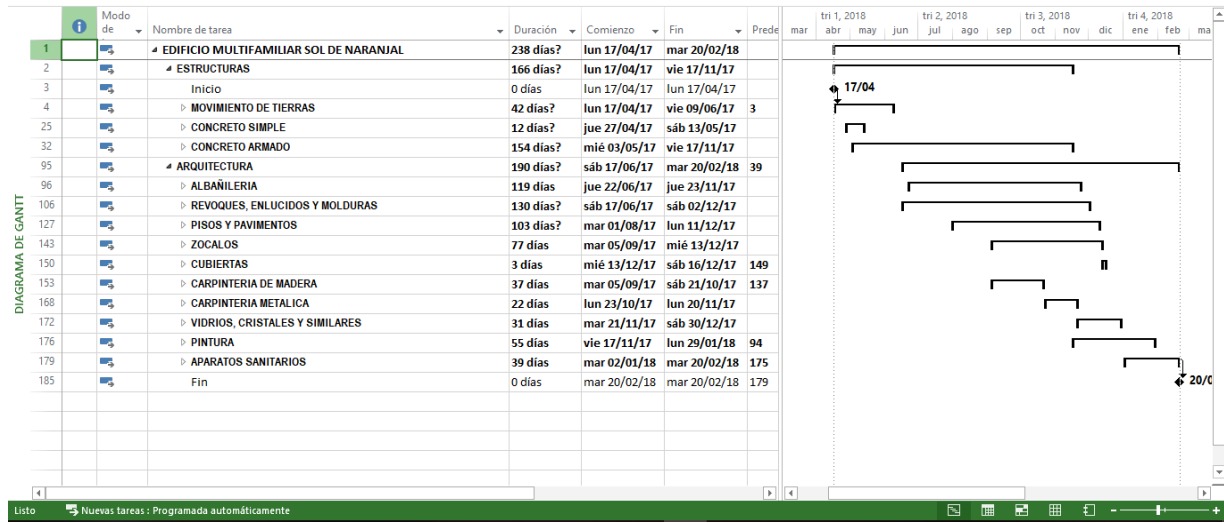 Modo de
Nombre de tarea
Duración
Comienzo
Fin
Prede
tri 1, 2018
tri 2, 2018
tri 3, 2018
tri 4, 2018
mar abr may jun jul ago sep oct nov dic ene feb ma
1 EDIFICIO MULTIFAMILIAR SOL DE NARANJAL 238 días? lun 17/04/17 mar 20/02/18
2 ESTRUCTURAS 166 días? lun 17/04/17 vie 17/11/17
3 Inicio 0 días lun 17/04/17 lun 17/04/17 17/04
4 MOVIMIENTO DE TIERRAS 42 días? lun 17/04/17 vie 09/06/17 3
25 CONCRETO SIMPLE 12 días? jue 27/04/17 sáb 13/05/17
32 CONCRETO ARMADO 154 días? mié 03/05/17 vie 17/11/17
95 ARQUITECTURA 190 días? sáb 17/06/17 mar 20/02/18 39
96 ALBAÑILERIA 119 días jue 22/06/17 jue 23/11/17
106 REVOQUES, ENLUCIDOS Y MOLDURAS 130 días? sáb 17/06/17 sáb 02/12/17
127 PISOS Y PAVIMENTOS 103 días? mar 01/08/17 lun 11/12/17
143 ZOCALOS 77 días mar 05/09/17 mié 13/12/17
150 CUBIERTAS 3 días mié 13/12/17 sáb 16/12/17 149
153 CARPINTERIA DE MADERA 37 días mar 05/09/17 sáb 21/10/17 137
168 CARPINTERIA METALICA 22 días lun 23/10/17 lun 20/11/17
172 VIDRIOS, CRISTALES Y SIMILARES 31 días mar 21/11/17 sáb 30/12/17
176 PINTURA 55 días vie 17/11/17 lun 29/01/18 94
179 APARATOS SANITARIOS 39 días mar 02/01/18 mar 20/02/18 175
185 Fin 0 días mar 20/02/18 mar 20/02/18 179 20/0
DIAGRAMA DE GANTT
Listo Nuevas tareas : Programada automáticamente